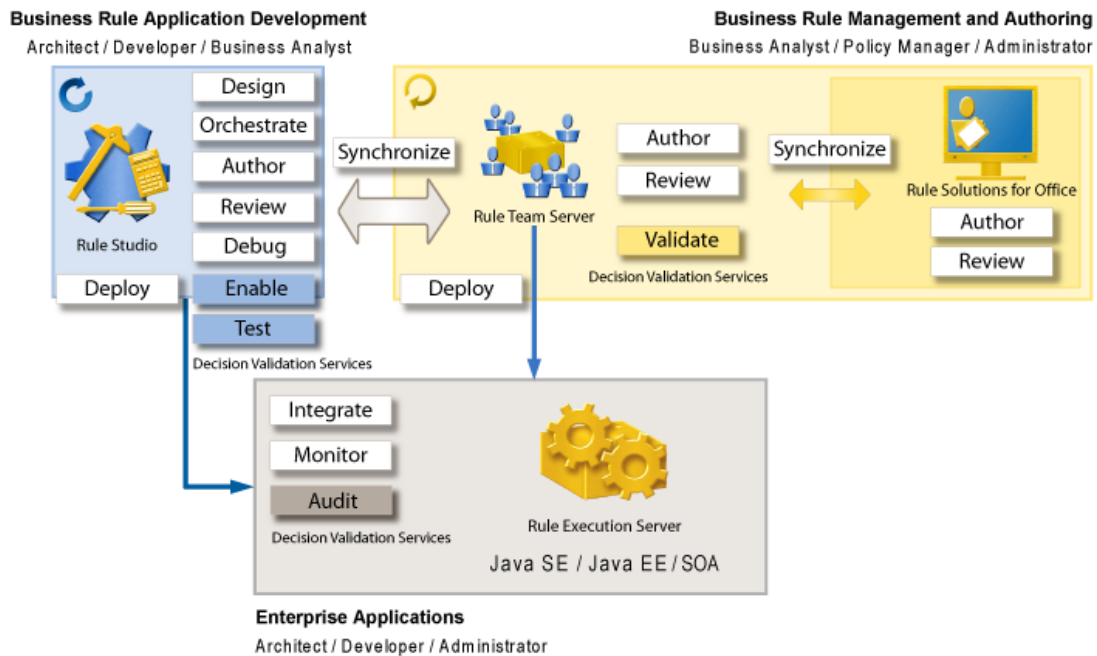 Business Rule Application Development
Architect / Developer / Business Analyst
Business Rule Management and Authoring
Business Analyst / Policy Manager / Administrator
Design
Orchestrate
Author
Review
Debug
Rule Studio
Deploy
Enable
Test
Decision Validation Services
Synchronize
Rule Team Server
Author
Review
Validate
Decision Validation Services
Deploy
Synchronize
Rule Solutions for Office
Author
Review
Integrate
Monitor
Audit
Decision Validation Services
Rule Execution Server
Java SE / Java EE / SOA
Enterprise Applications
Architect / Developer / Administrator